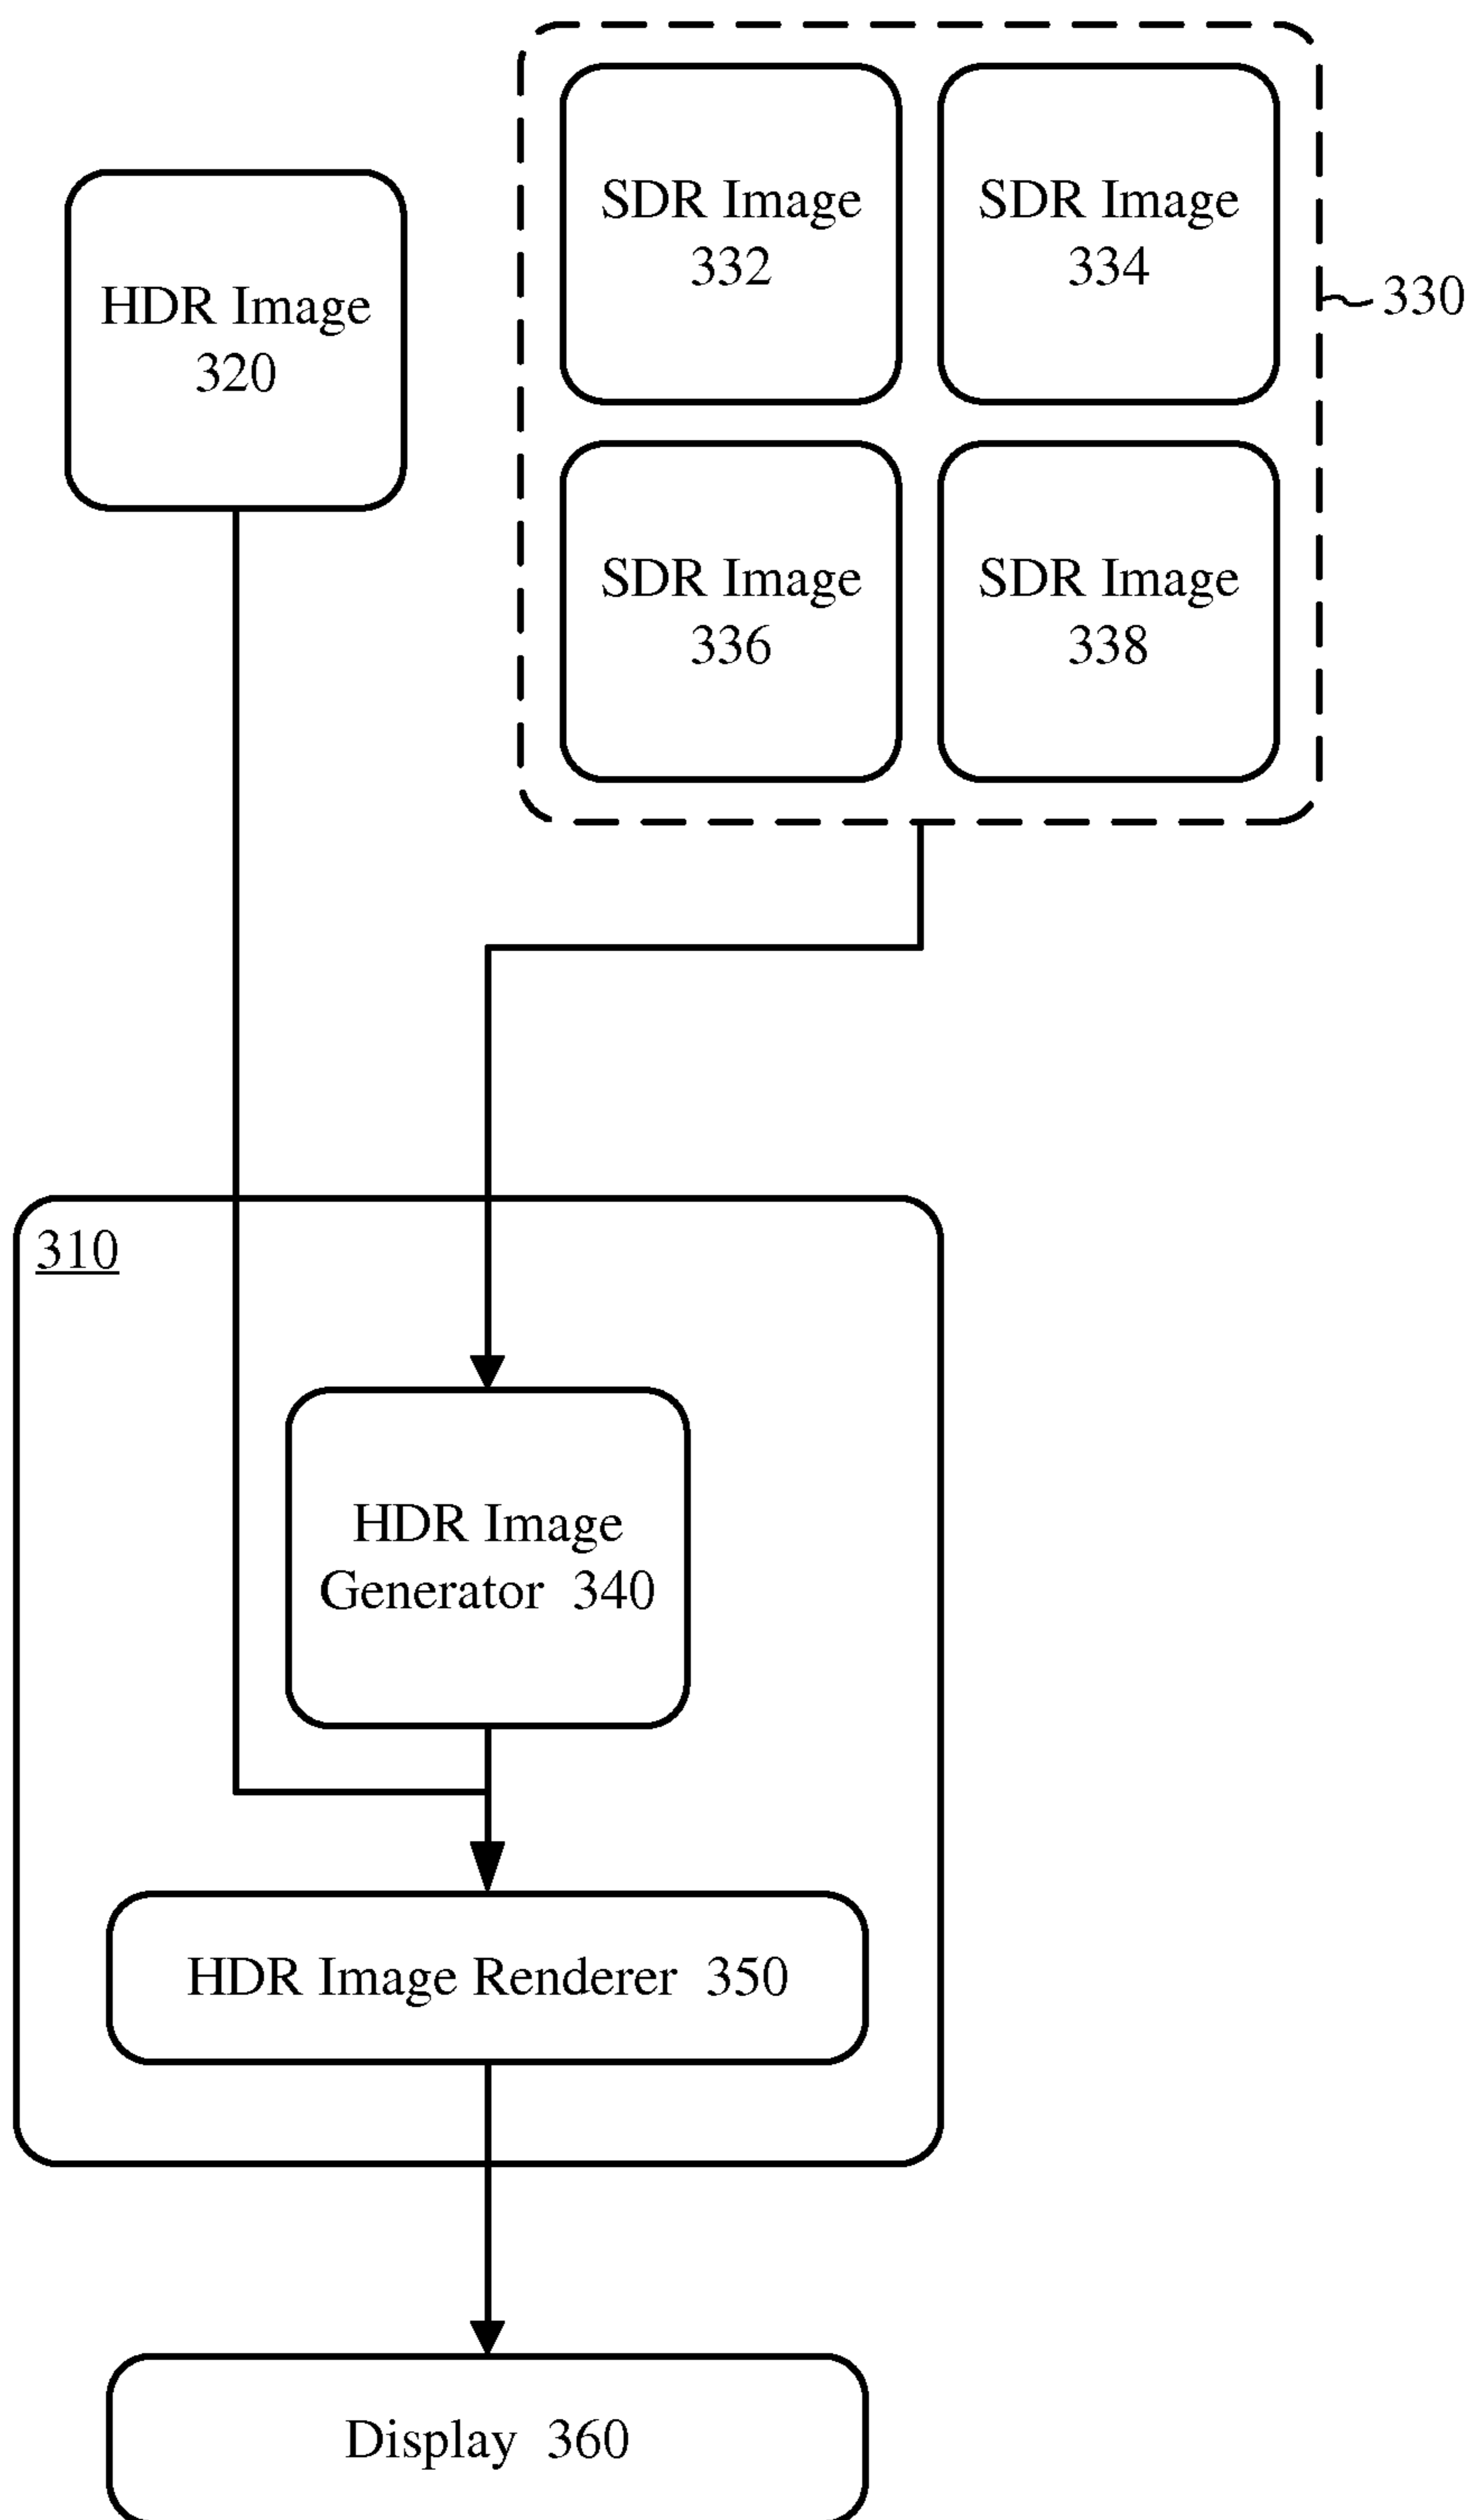 SDR Image
332
SDR Image
334
HDR Image
320
330
SDR Image
336
SDR Image
338
310
HDR Image
Generator 340
HDR Image Renderer 350
Display 360